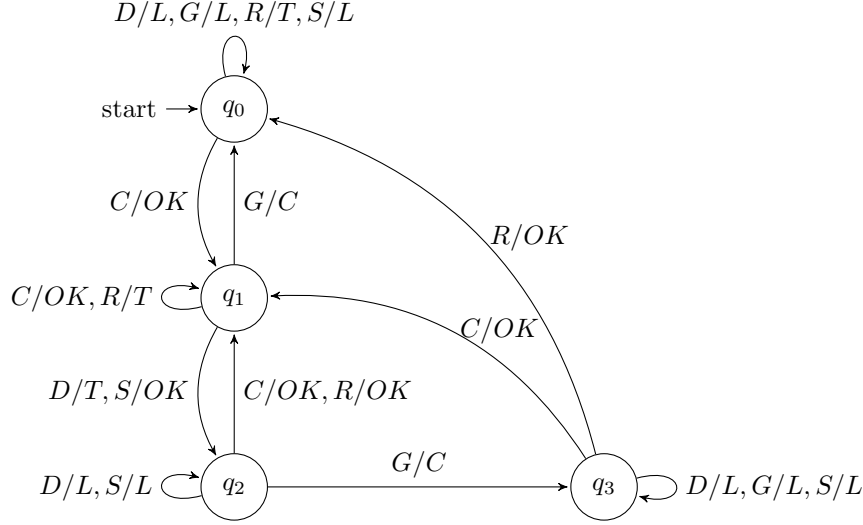 D/L, G/L, R/T, S/L
start
q0
C/OK
G/C
R/OK
C/OK, R/T
q1
C/OK
D/T, S/OK
C/OK, R/OK
G/C
D/L, S/L
q2
q3
D/L, G/L, S/L